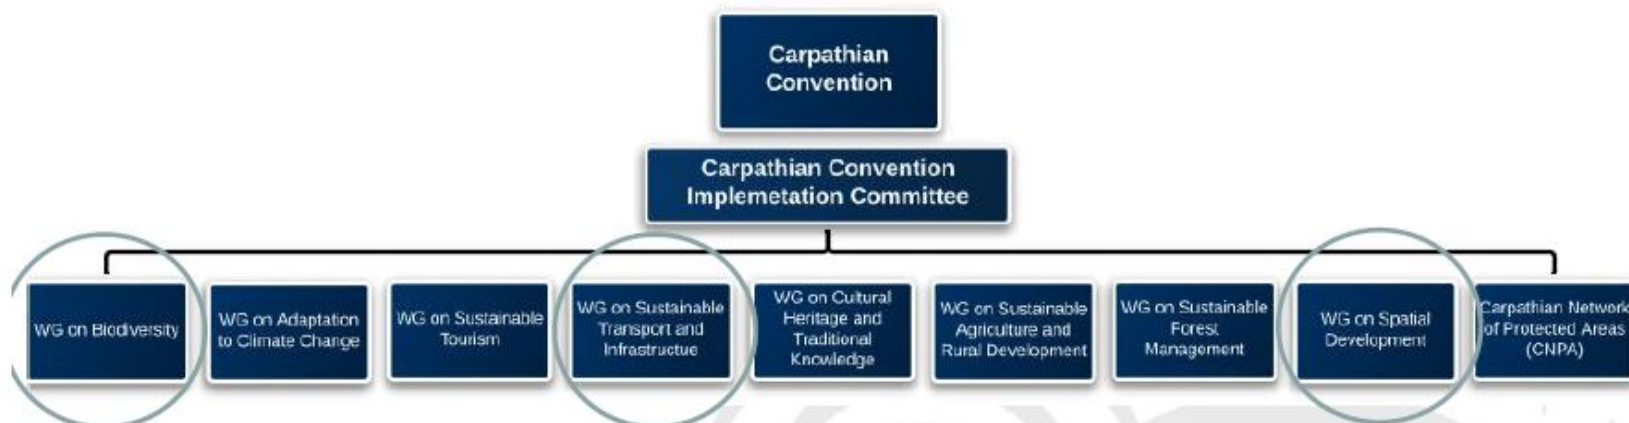 Carpathian
Convention
Carpathian Convention
Implemetation Committee
WG on Biodiversity
WG on Adaptation
to Climate Change
WG on Sustainable
Tourism
WG on Sustainable
Transport and
Infrastructue
WG on Cultural
Heritage and
Traditional
Knowledge
WG on Sustainable
Agriculture and
Rural Development
WG on Sustainable
Forest
Management
WG on Spatial
Development
Carpathian Network
of Protected Areas
(CNPA)